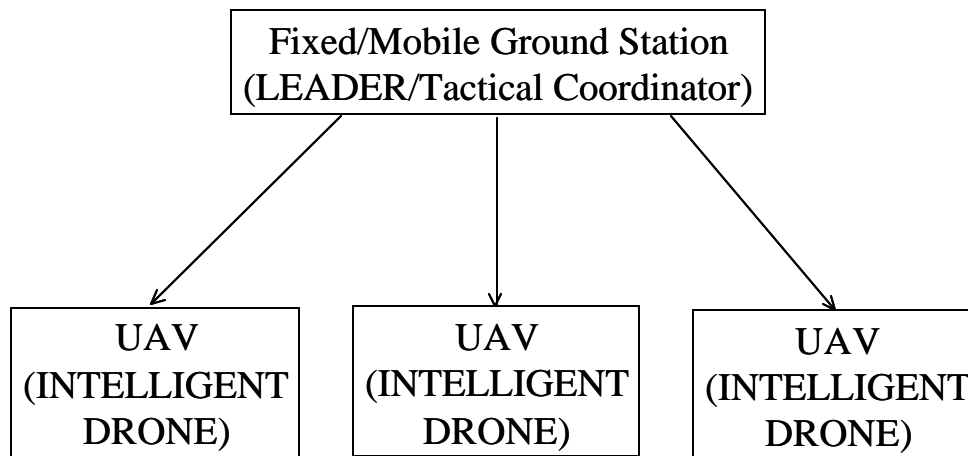 Fixed/Mobile Ground Station
(LEADER/Tactical Coordinator)
UAV
(INTELLIGENT
DRONE)
UAV
(INTELLIGENT
DRONE)
UAV
(INTELLIGENT
DRONE)